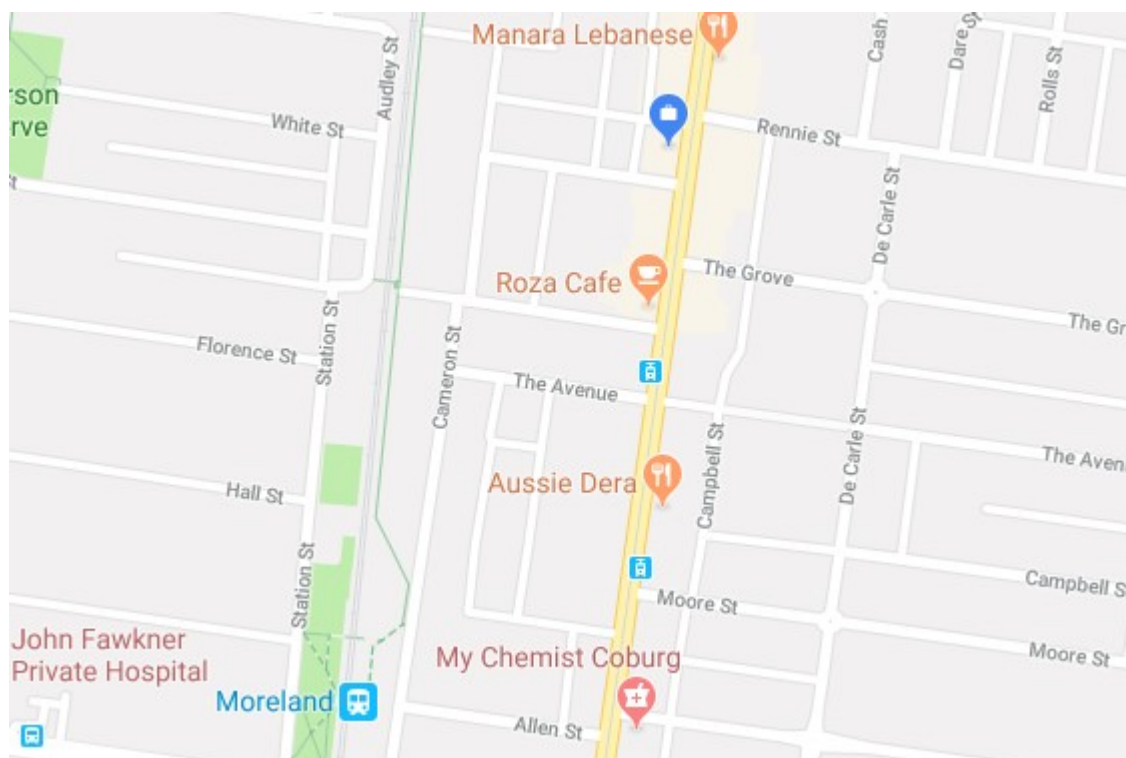 Manara Lebanese
Cash
Dare
Sp
Rolls St
Audley St
rson
rve
White St
Rennie St
St
De Carle St
Roza Cafe
The Grove
The Gr
Florence St
Station St
Cameron St
The Avenue
Aussie Dera
Campbell St
De Carle St
The Aven
Hall St
Station St
Campbell S
Moore St
Moore St
John Fawkner
Private Hospital
My Chemist Coburg
Moreland
Allen St